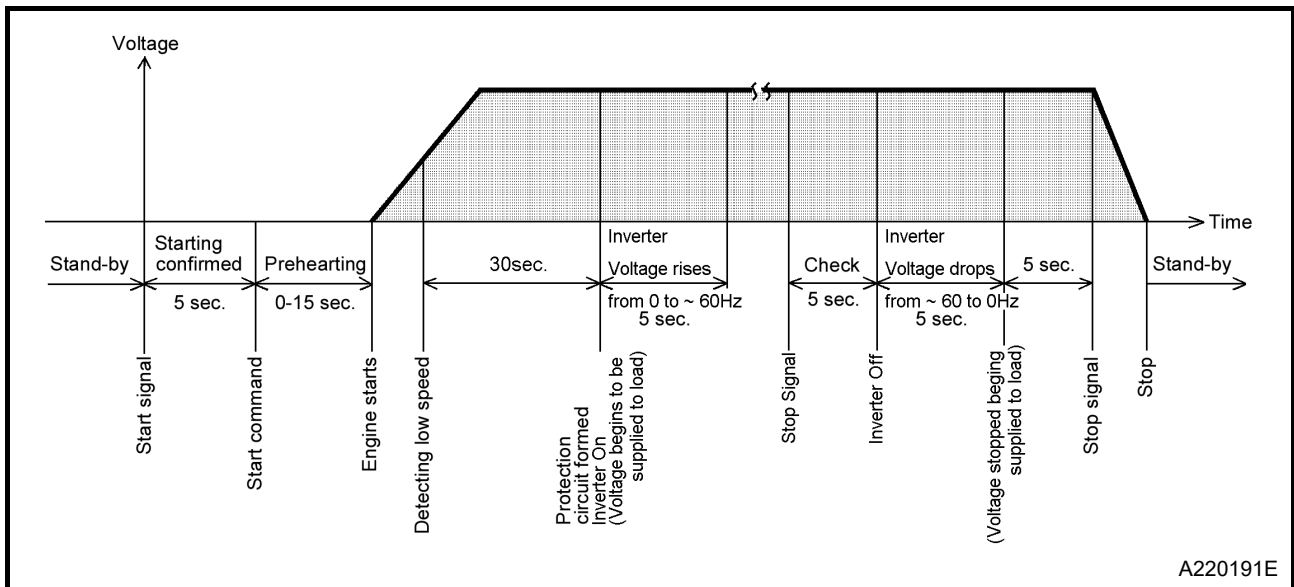 Voltage
Time
Stand-by
Starting
confirmed
5 sec.
Prehearting
0-15 sec.
30sec.
Inverter
Voltage rises
from 0 to ~ 60Hz
5 sec.
Check
5 sec.
Inverter
Voltage drops
from ~ 60 to 0Hz
5 sec.
5 sec.
Stand-by
Start signal
Start command
Engine starts
Detecting low speed
Protection
circuit formed
Inverter On
(Voltage begins to be
supplied to load)
Stop Signal
Inverter Off
(Voltage stopped beging
supplied to load)
Stop signal
Stop
A220191E